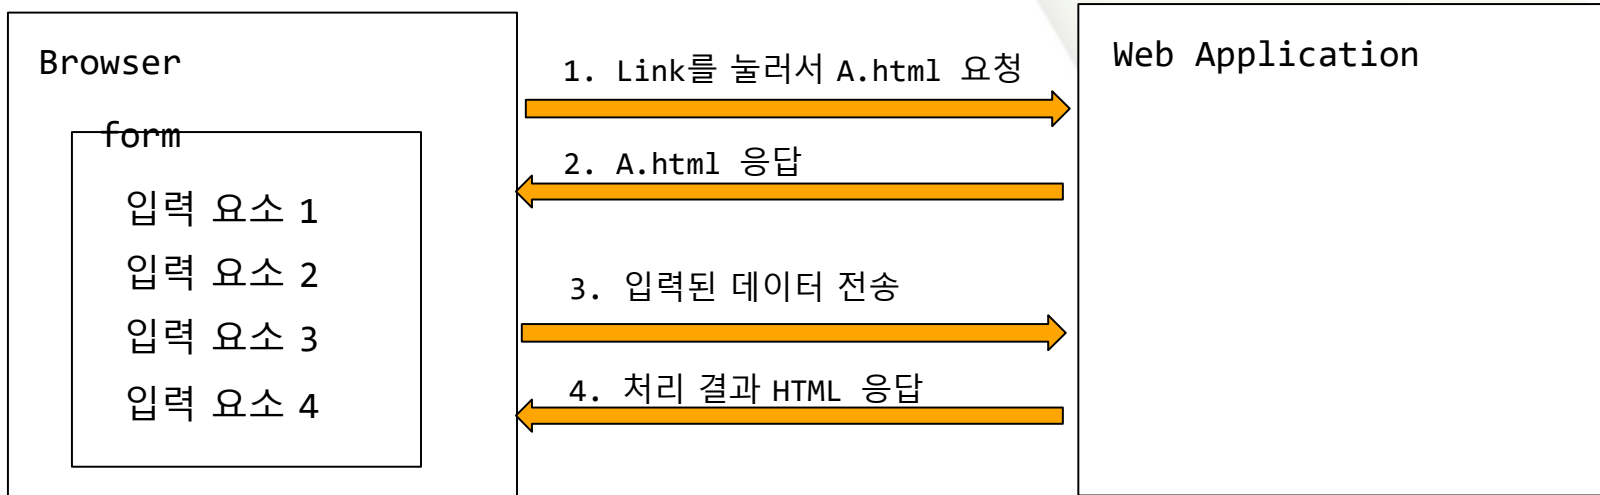 Browser
form
입력 요소 1
입력 요소 2
입력 요소 3
입력 요소 4
1. Link를 눌러서 A.html 요청
2. A.html 응답
3. 입력된 데이터 전송
4. 처리 결과 HTML 응답
Web Application